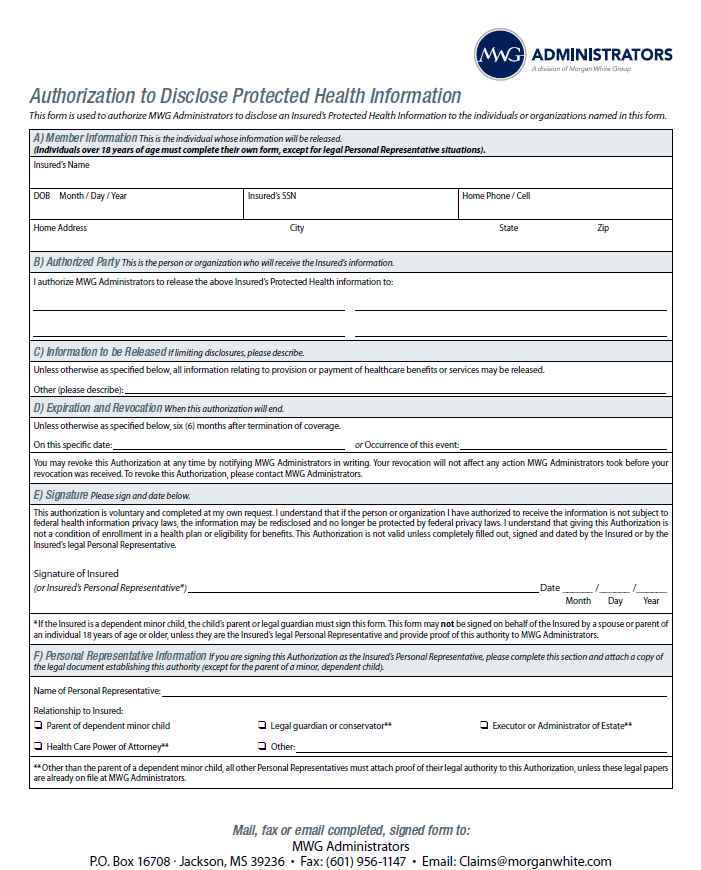 MWG ADMINISTRATORS
A division of Morgan White Group
Authorization to Disclose Protected Health Information
This form is used to authorize MWG Administrators to disclose an Insured's Protected Health Information to the individuals or organizations named in this form.
A) Member Information This is the individual whose information will be released.
(Individuals over 18 years of age must complete their own form, except for legal Personal Representative situations).
Insured's Name
DOB Month / Day / Year Insured's SSN Home Phone / Cell
Home Address City State Zip
B) Authorized Party This is the person or organization who will receive the Insured's information.
I authorize MWG Administrators to release the above Insured's Protected Health information to:
C) Information to be Released If limiting disclosures, please describe.
Unless otherwise as specified below, all information relating to provision or payment of healthcare benefits or services may be released.
Other (please describe):
D) Expiration and Revocation When this authorization will end.
Unless otherwise as specified below, six (6) months after termination of coverage.
On this specific date: or Occurrence of this event:
You may revoke this Authorization at any time by notifying MWG Administrators in writing. Your revocation will not affect any action MWG Administrators took before your
revocation was received. To revoke this Authorization, please contact MWG Administrators.
E) Signature Please sign and date below.
This authorization is voluntary and completed at my own request. I understand that if the person or organization I have authorized to receive the information is not subject to
federal health information privacy laws, the information may be redisclosed and no longer be protected by federal privacy laws. I understand that giving this Authorization is
not a condition of enrollment in a health plan or eligibility for benefits. This Authorization is not valid unless completely filled out, signed and dated by the Insured or by the
Insured's legal Personal Representative.
Signature of Insured
(or Insured's Personal Representative*) Date / /
Month Day Year
*If the Insured is a dependent minor child, the child's parent or legal guardian must sign this form. This form may not be signed on behalf of the Insured by a spouse or parent of
an individual 18 years of age or older, unless they are the Insured's legal Personal Representative and provide proof of this authority to MWG Administrators.
F) Personal Representative Information If you are signing this Authorization as the Insured's Personal Representative, please complete this section and attach a copy of
the legal document establishing this authority (except for the parent of a minor, dependent child).
Name of Personal Representative:
Relationship to Insured:
❏ Parent of dependent minor child ❏ Legal guardian or conservator** ❏ Executor or Administrator of Estate**
❏ Health Care Power of Attorney** ❏ Other:
**Other than the parent of a dependent minor child, all other Personal Representatives must attach proof of their legal authority to this Authorization, unless these legal papers
are already on file at MWG Administrators.
Mail, fax or email completed, signed form to:
MWG Administrators
P.O. Box 16708 · Jackson, MS 39236 • Fax: (601) 956-1147 • Email: Claims@morganwhite.com